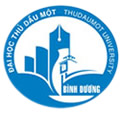 ĐẠI HỌC THỦ DẦU MỘT
THUDAUMOT UNIVERSITY
BÌNH DƯƠNG